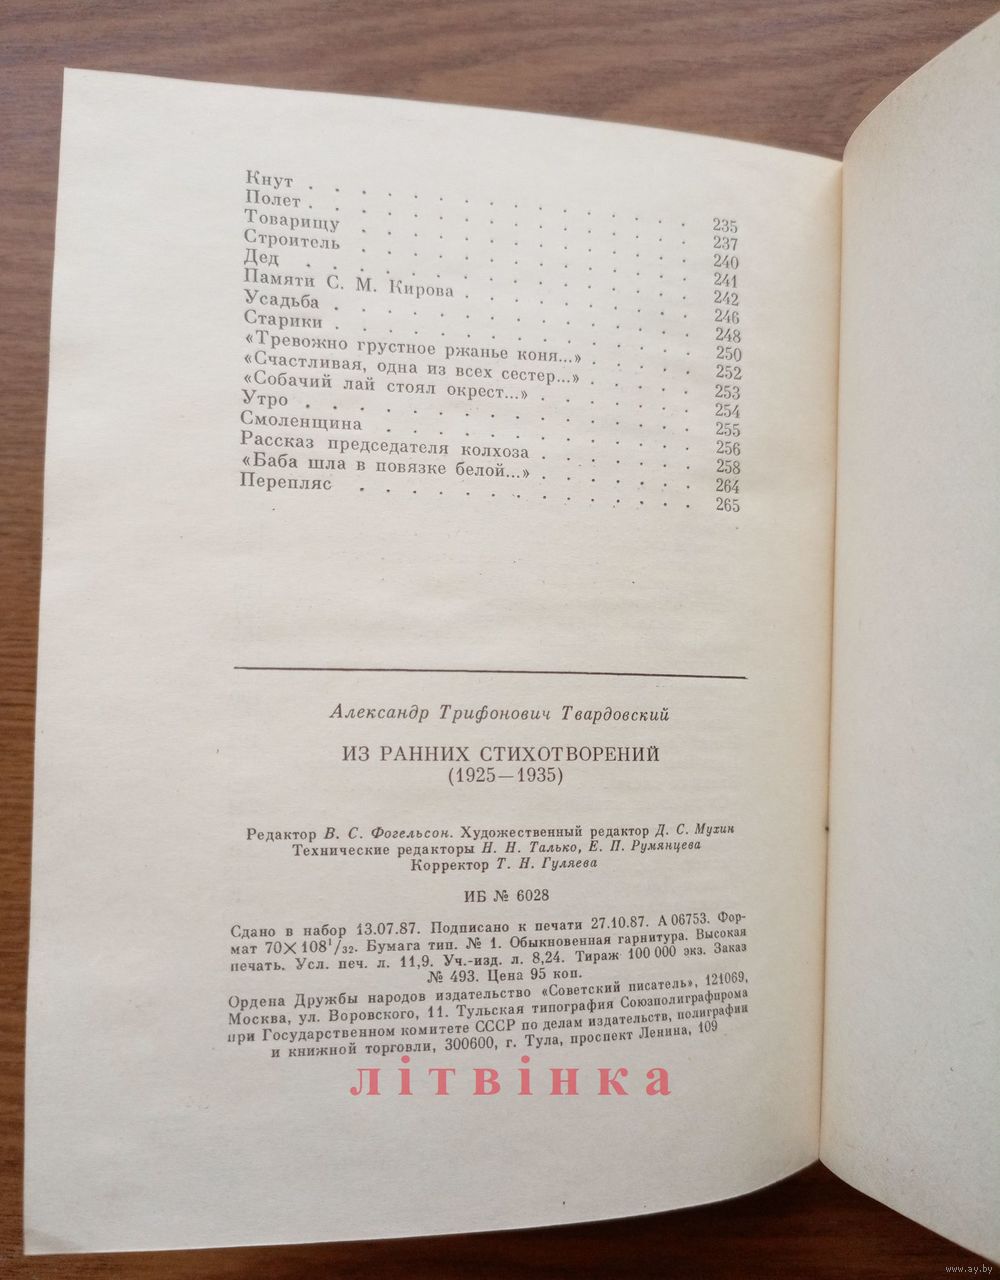 Кнут . . . . . . . . . . . . . . . 235
Полет . . . . . . . . . . . . . . . 237
Товарищу . . . . . . . . . . . . . 240
Строитель . . . . . . . . . . . . . 241
Дед . . . . . . . . . . . . . . . 242
Памяти С. М. Кирова . . . . . . . . . 246
Усадьба . . . . . . . . . . . . . . 248
Старики . . . . . . . . . . . . . . 250
«Тревожно грустное ржанье коня...» . . . . 252
«Счастливая, одна из всех сестер...» . . . . 253
«Собачий лай стоял окрест...» . . . . . . 254
Утро . . . . . . . . . . . . . . . 255
Смоленщина . . . . . . . . . . . . 256
Рассказ председателя колхоза . . . . . . 258
«Баба шла в повязке белой...» . . . . . . 264
Перепляс . . . . . . . . . . . . . 265
Александр Трифонович Твардовский
ИЗ РАННИХ СТИХОТВОРЕНИЙ
(1925—1935)
Редактор В. С. Фогельсон. Художественный редактор Д. С. Мухин
Технические редакторы Н. Н. Талько, Е. П. Румянцева
Корректор Т. Н. Гуляева
ИБ № 6028
Сдано в набор 13.07.87. Подписано к печати 27.10.87. А 06753. Фор-
мат 70×108¹/₃₂. Бумага тип. № 1. Обыкновенная гарнитура. Высокая
печать. Усл. печ. л. 11,9. Уч.-изд. л. 8,24. Тираж 100 000 экз. Заказ
№ 493. Цена 95 коп.
Ордена Дружбы народов издательство «Советский писатель», 121069,
Москва, ул. Воровского, 11. Тульская типография Союзполиграфпрома
при Государственном комитете СССР по делам издательств, полиграфии
и книжной торговли, 300600, г. Тула, проспект Ленина, 109
літвінка
www.ay.by